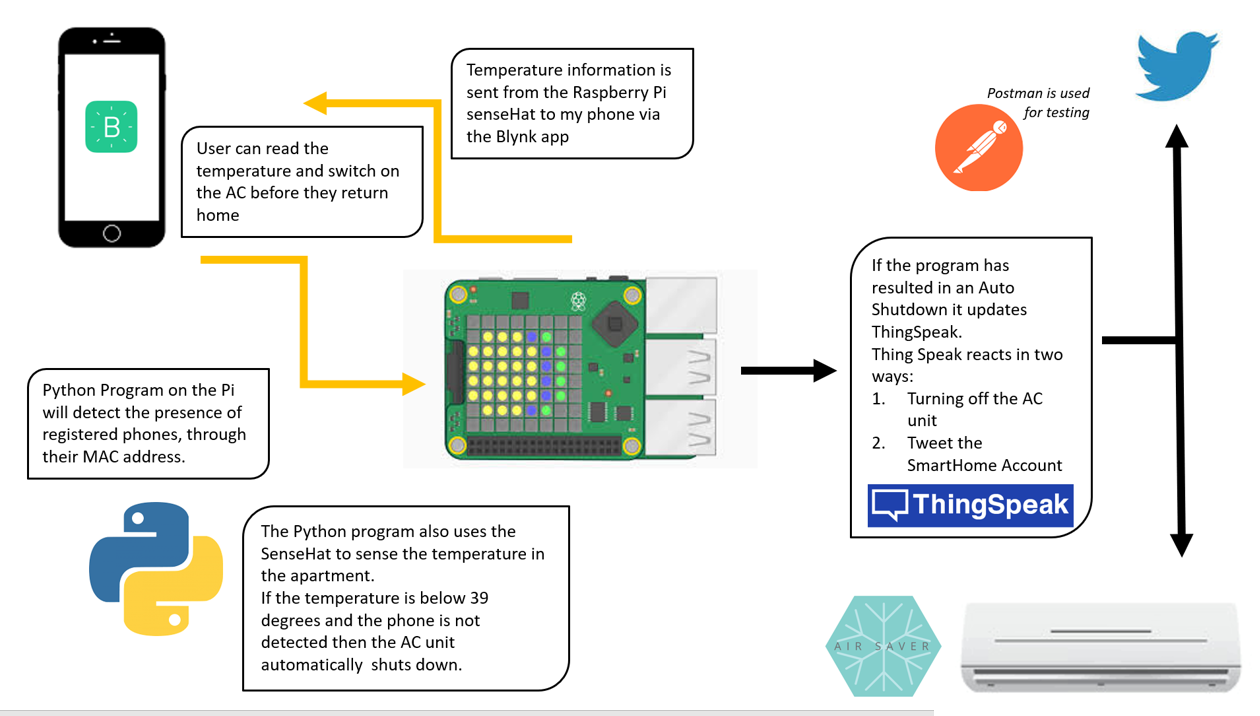 B
Temperature information is
sent from the Raspberry Pi
senseHat to my phone via
the Blynk app
User can read the
temperature and switch on
the AC before they return
home
Postman is used
for testing
Python Program on the Pi
will detect the presence of
registered phones, through
their MAC address.
The Python program also uses the
SenseHat to sense the temperature in
the apartment.
If the temperature is below 39
degrees and the phone is not
detected then the AC unit
automatically  shuts down.
If the program has
resulted in an Auto
Shutdown it updates
ThingSpeak.
Thing Speak reacts in two
ways:
1. Turning off the AC
unit
2. Tweet the
SmartHome Account
ThingSpeak
AIR SAVER